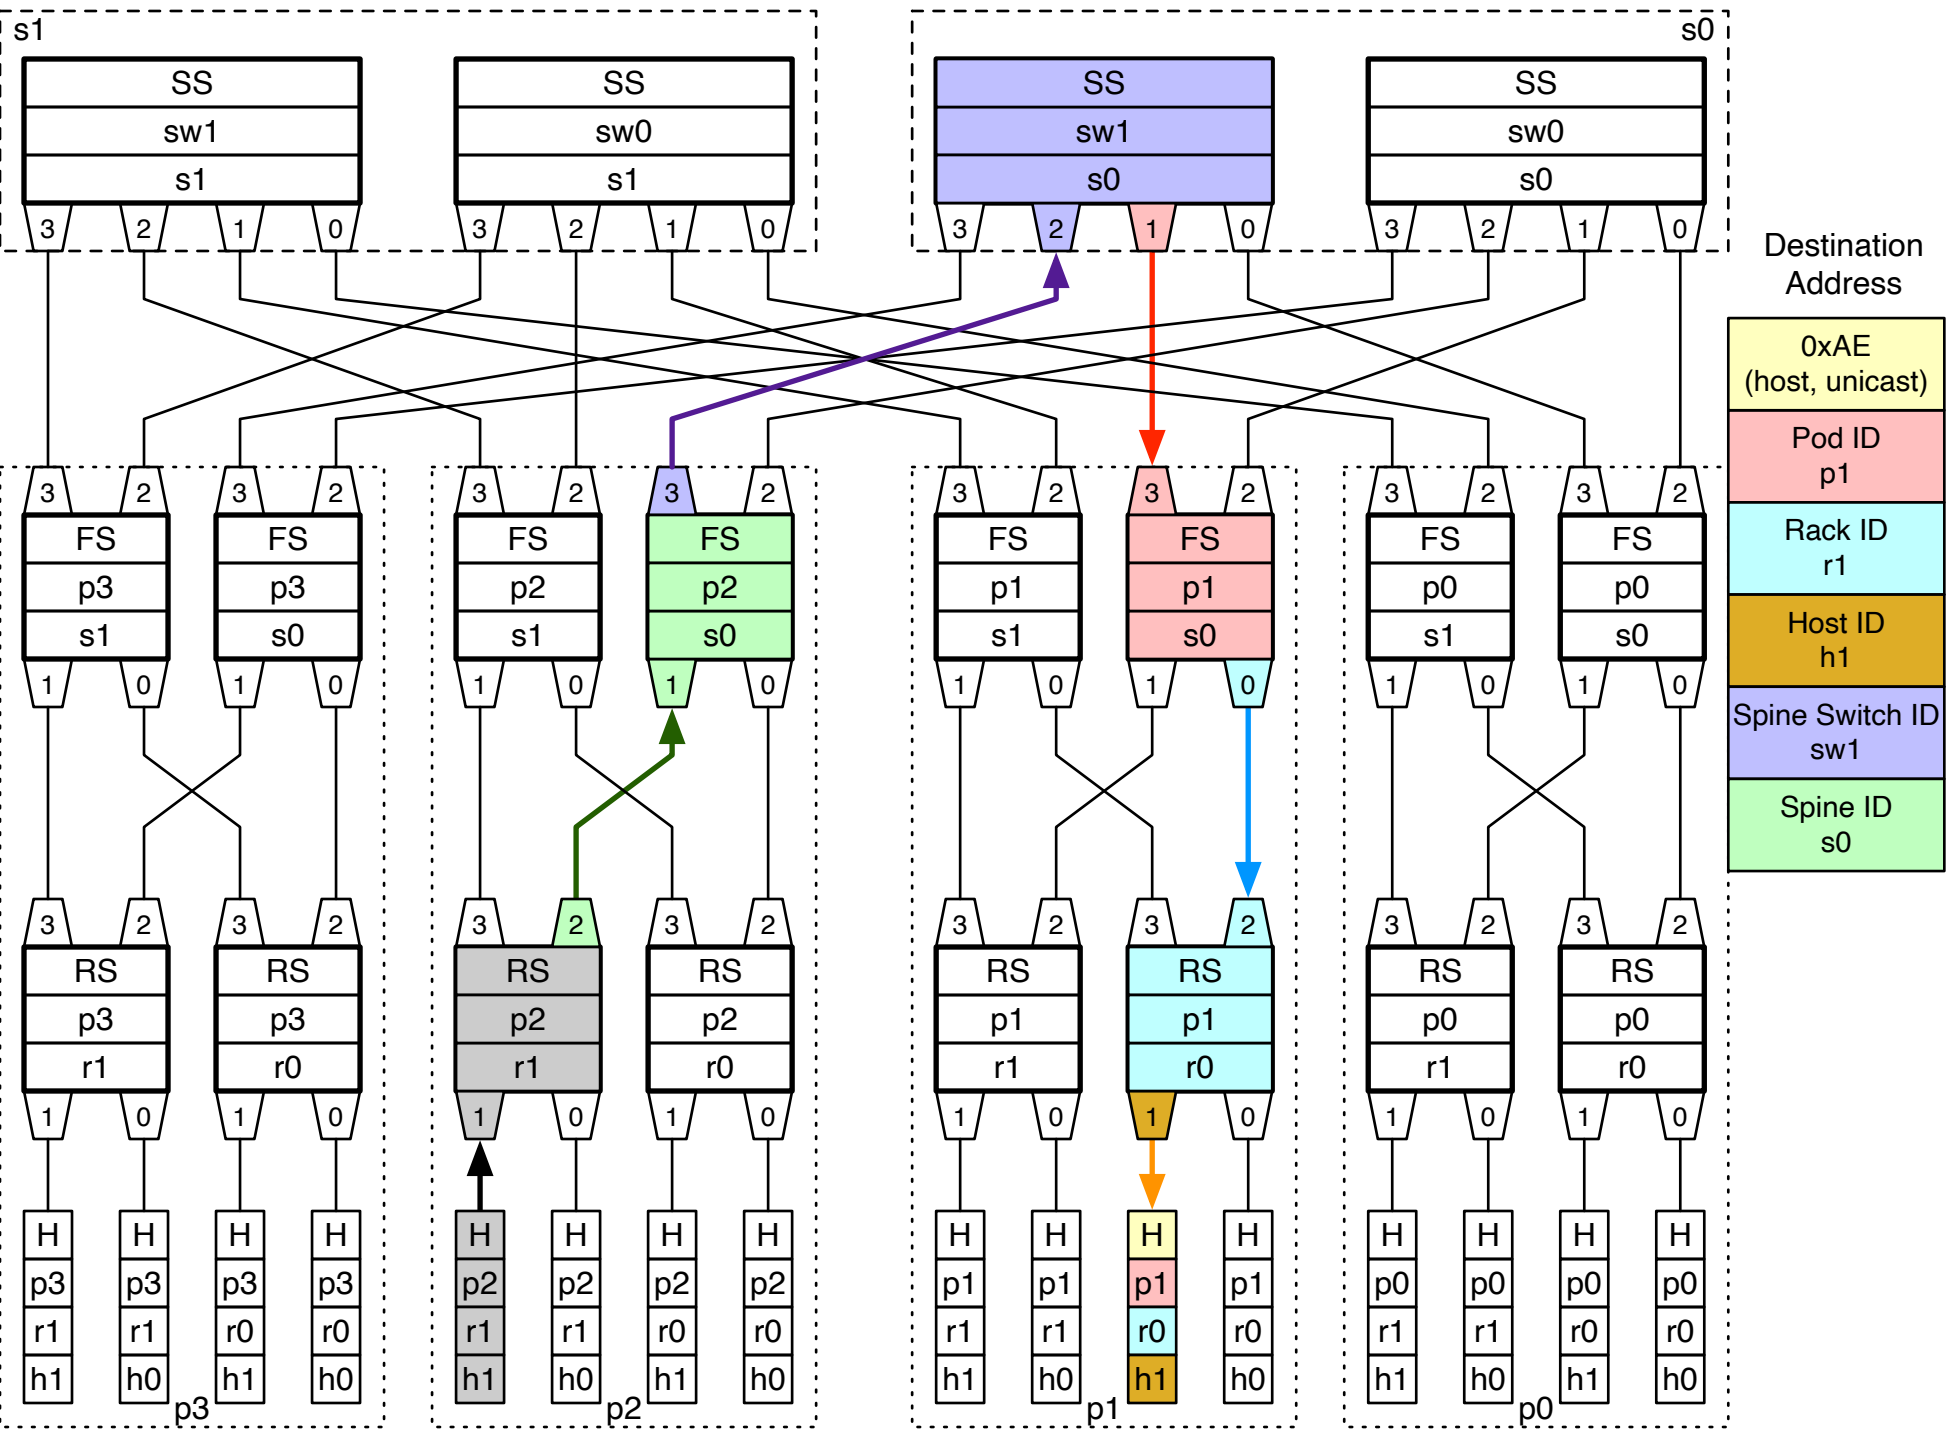 s1
s0
SS SS SS SS
sw1 sw0 sw1 sw0
s1 s1 s0 s0
3 2 1 0 3 2 1 0 3 2 1 0 3 2 1 0
Destination
Address
0xAE
(host, unicast)
Pod ID
p1
Rack ID
r1
Host ID
h1
Spine Switch ID
sw1
Spine ID
s0
3 2 3 2 3 2 3 2 3 2 3 2 3 2 3 2
FS FS FS FS FS FS FS FS
p3 p3 p2 p2 p1 p1 p0 p0
s1 s0 s1 s0 s1 s0 s1 s0
1 0 1 0 1 0 1 0 1 0 1 0 1 0 1 0
3 2 3 2 3 2 3 2 3 2 3 2 3 2 3 2
RS RS RS RS RS RS RS RS
p3 p3 p2 p2 p1 p1 p0 p0
r1 r0 r1 r0 r1 r0 r1 r0
1 0 1 0 1 0 1 0 1 0 1 0 1 0 1 0
H H H H H H H H H H H H H H H H
p3 p3 p3 p3 p2 p2 p2 p2 p1 p1 p1 p1 p0 p0 p0 p0
r1 r1 r0 r0 r1 r1 r0 r0 r1 r1 r0 r0 r1 r1 r0 r0
h1 h0 h1 h0 h1 h0 h1 h0 h1 h0 h1 h0 h1 h0 h1 h0
p3 p2 p1 p0